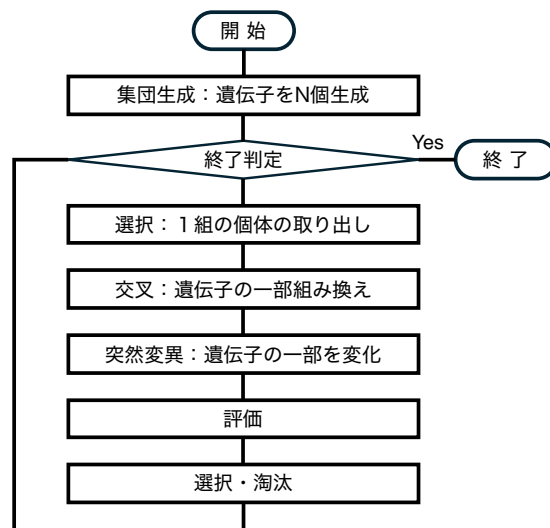 開 始
集団生成：遺伝子をN個生成
終了判定
Yes
終 了
選択：１組の個体の取り出し
交叉：遺伝子の一部組み換え
突然変異：遺伝子の一部を変化
評価
選択・淘汰